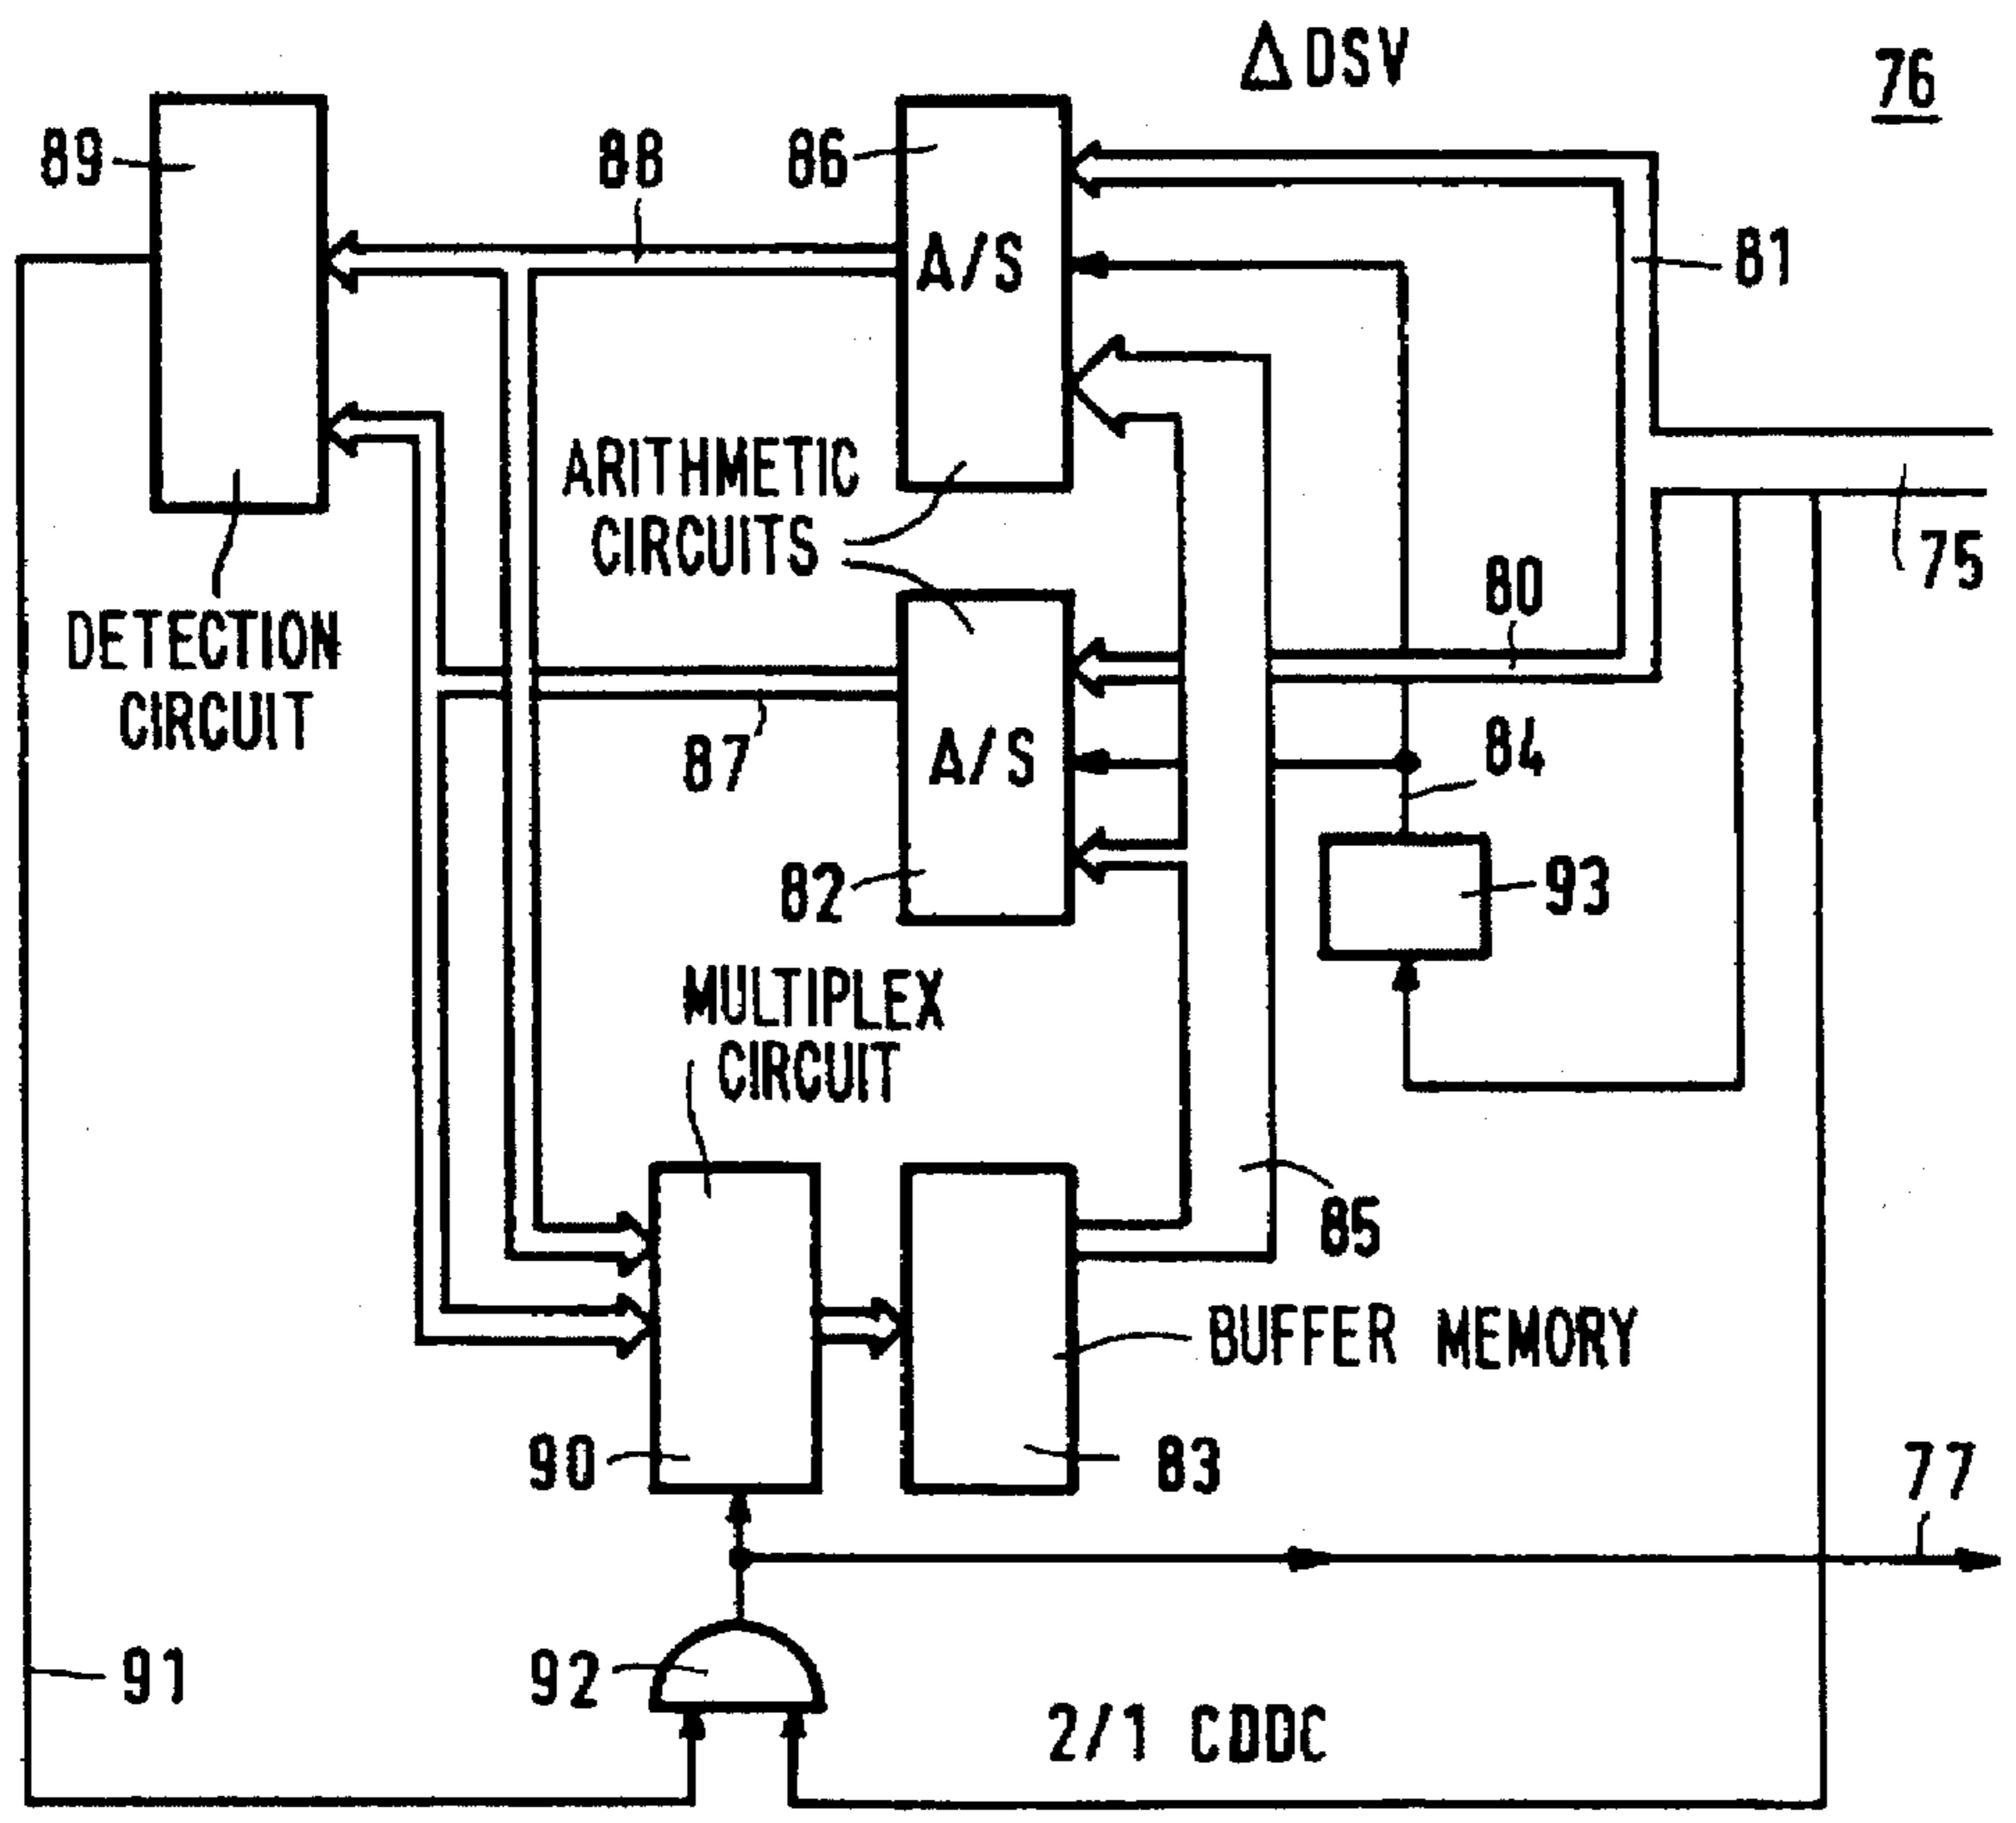 Δ DSV
76
89
88
86
81
A/S
ARITHMETIC
CIRCUITS
75
80
DETECTION
CIRCUIT
87
A/S
84
82
93
MULTIPLEX
CIRCUIT
85
BUFFER MEMORY
90
83
77
91
92
2/1 CDDC